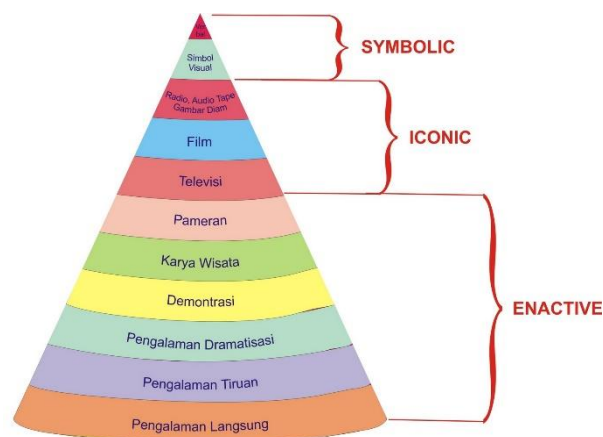 SYMBOLIC
Simbol
Visual
Radio, Audio Tape
Gambar Diam
ICONIC
Film
Televisi
Pameran
Karya Wisata
Demontrasi
ENACTIVE
Pengalaman Dramatisasi
Pengalaman Tiruan
Pengalaman Langsung